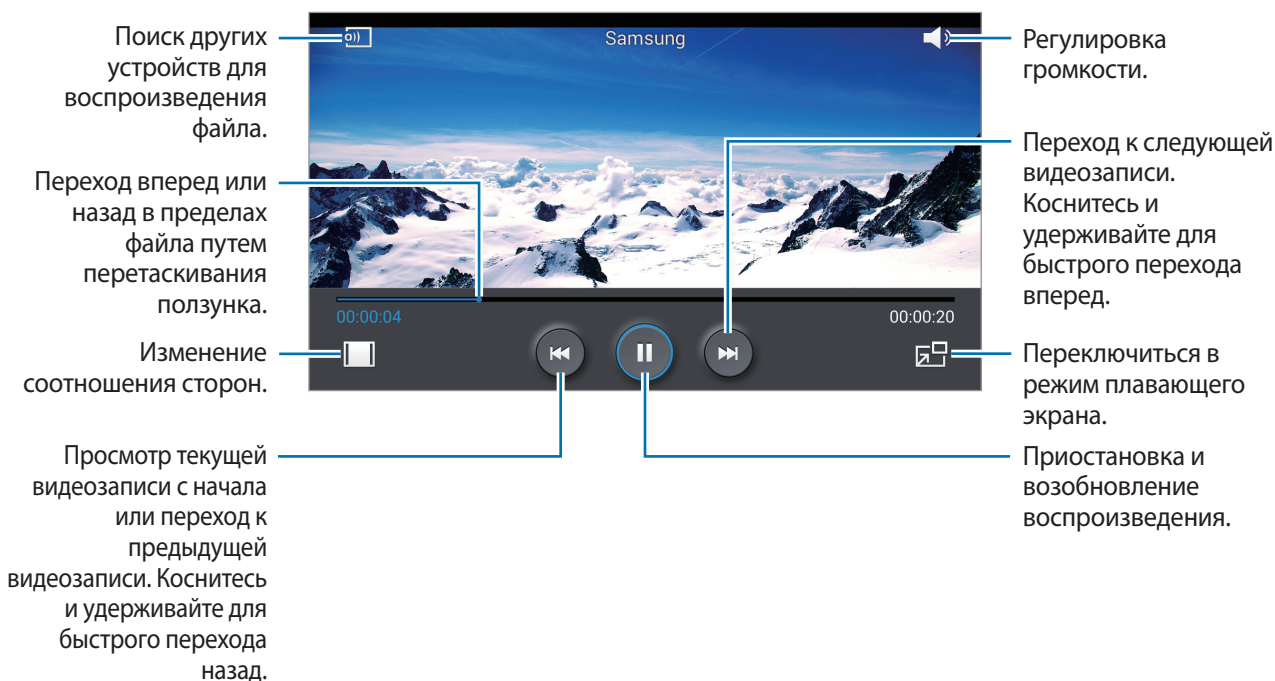 Поиск других
устройств для
воспроизведения
файла.
Переход вперед или
назад в пределах
файла путем
перетаскивания
ползунка.
Изменение
соотношения сторон.
Просмотр текущей
видеозаписи с начала
или переход к
предыдущей
видеозаписи. Коснитесь
и удерживайте для
быстрого перехода
назад.
Samsung
00:00:04
00:00:20
Регулировка
громкости.
Переход к следующей
видеозаписи.
Коснитесь и
удерживайте для
быстрого перехода
вперед.
Переключиться в
режим плавающего
экрана.
Приостановка и
возобновление
воспроизведения.